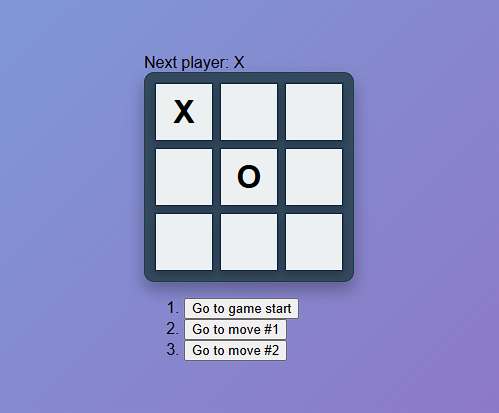 Next player: X
X
O
1. Go to game start
2. Go to move #1
3. Go to move #2